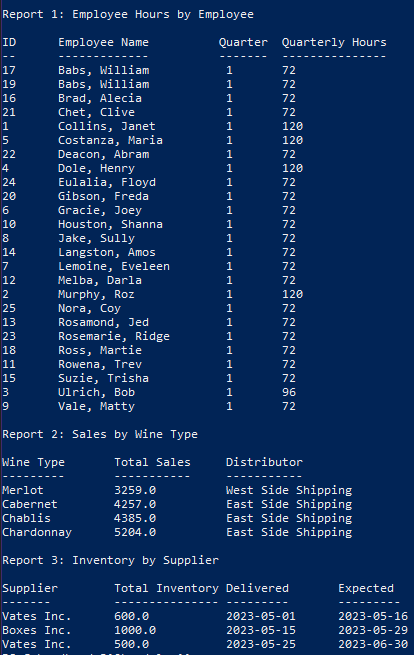 Report 1: Employee Hours by Employee
ID Employee Name Quarter Quarterly Hours
-- ------------- ------- ---------------
17 Babs, William 1 72
19 Babs, William 1 72
16 Brad, Alecia 1 72
21 Chet, Clive 1 72
1 Collins, Janet 1 120
5 Costanza, Maria 1 120
22 Deacon, Abram 1 72
4 Dole, Henry 1 120
24 Eulalia, Floyd 1 72
20 Gibson, Freda 1 72
6 Gracie, Joey 1 72
10 Houston, Shanna 1 72
8 Jake, Sully 1 72
14 Langston, Amos 1 72
7 Lemoine, Eveleen 1 72
12 Melba, Darla 1 72
2 Murphy, Roz 1 120
25 Nora, Coy 1 72
13 Rosamond, Jed 1 72
23 Rosemarie, Ridge 1 72
18 Ross, Martie 1 72
11 Rowena, Trev 1 72
15 Suzie, Trisha 1 72
3 Ulrich, Bob 1 96
9 Vale, Matty 1 72
Report 2: Sales by Wine Type
Wine Type Total Sales Distributor
--------- ----------- -----------
Merlot 3259.0 West Side Shipping
Cabernet 4257.0 East Side Shipping
Chablis 4385.0 East Side Shipping
Chardonnay 5204.0 East Side Shipping
Report 3: Inventory by Supplier
Supplier Total Inventory Delivered Expected
------- --------------- --------- --------
Vates Inc. 600.0 2023-05-01 2023-05-16
Boxes Inc. 1000.0 2023-05-15 2023-05-29
Vates Inc. 500.0 2023-05-25 2023-06-30